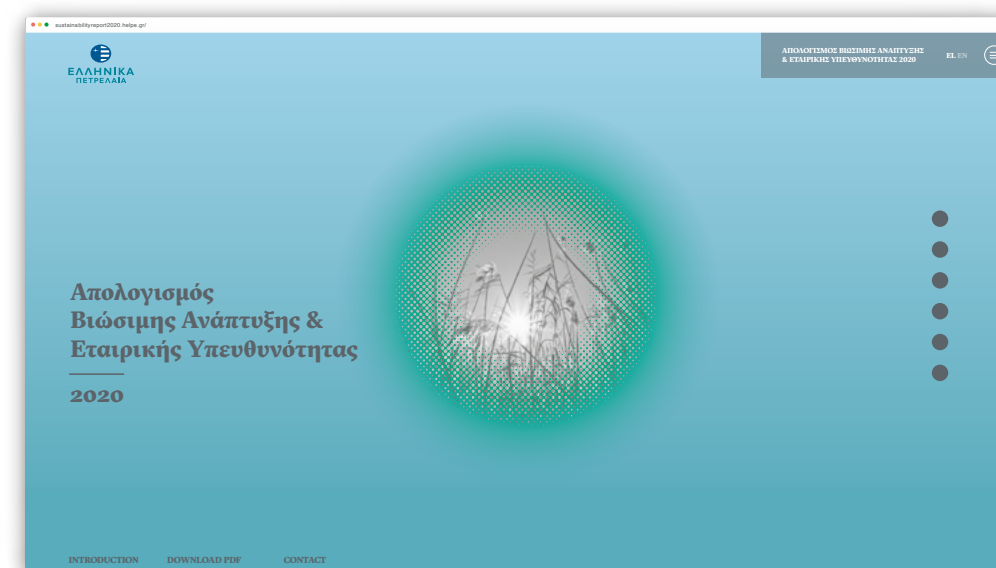 sustainabilityreport2020.helpe.gr/
ΕΛΛΗΝΙΚΑ
ΠΕΤΡΕΛΑΙΑ
ΑΠΟΛΟΓΙΣΜΟΣ ΒΙΩΣΙΜΗΣ ΑΝΑΠΤΥΞΗΣ
& ΕΤΑΙΡΙΚΗΣ ΥΠΕΥΘΥΝΟΤΗΤΑΣ 2020
EL EN
Απολογισμός
Βιώσιμης Ανάπτυξης &
Εταιρικής Υπευθυνότητας
2020
INTRODUCTION DOWNLOAD PDF CONTACT